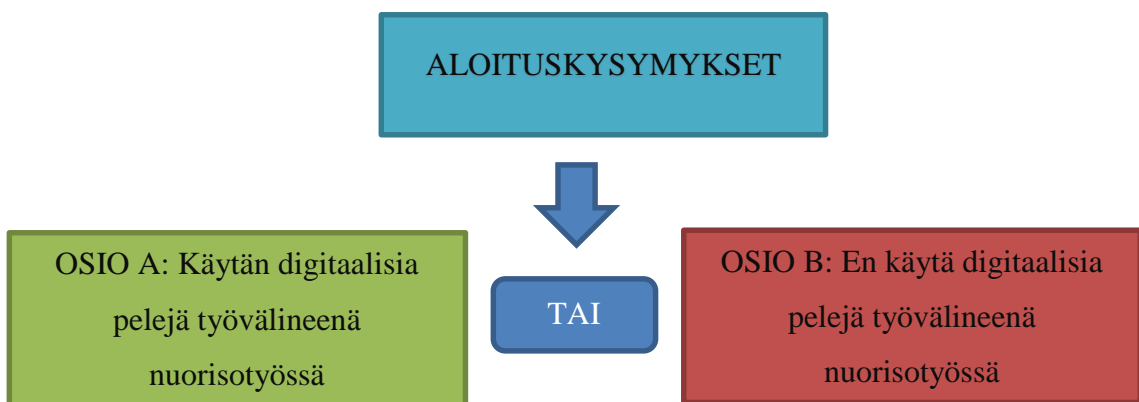 ALOITUSKYSYMYKSET
OSIO A: Käytän digitaalisia
pelejä työvälineenä
nuorisotyössä
TAI
OSIO B: En käytä digitaalisia
pelejä työvälineenä
nuorisotyössä